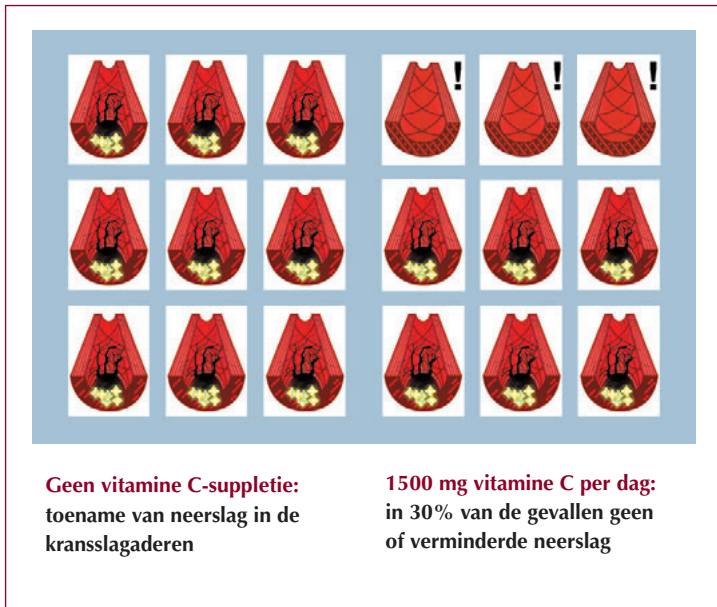 !
!
!
Geen vitamine C-suppletie:
toename van neerslag in de
kransslagaderen
1500 mg vitamine C per dag:
in 30% van de gevallen geen
of verminderde neerslag